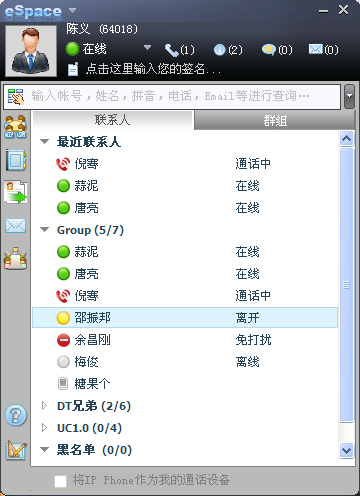 eSpace
陈义 (64018)
在线 (1) (2) (0) (0)
点击这里输入您的签名...
输入帐号，姓名，拼音，电话，Email等进行查询...
联系人 群组
最近联系人
倪骞 通话中
蒜泥 在线
唐亮 在线
Group (5/7)
蒜泥 在线
唐亮 在线
倪骞 通话中
邵振邦 离开
余昌刚 免打扰
梅俊 离线
糖果个
DT兄弟 (2/6)
UC1.0 (0/4)
黑名单 (0/0)
将IP Phone作为我的通话设备